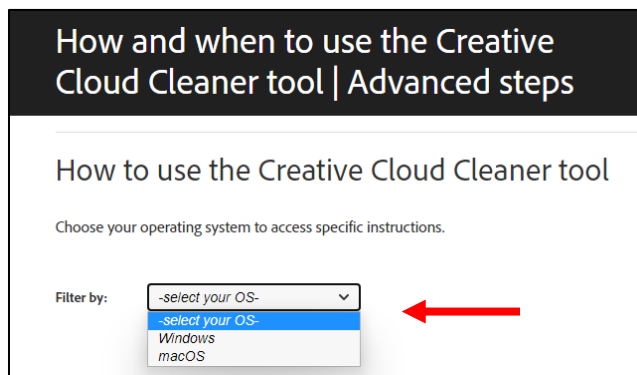 How and when to use the Creative
Cloud Cleaner tool | Advanced steps
How to use the Creative Cloud Cleaner tool
Choose your operating system to access specific instructions.
Filter by: -select your OS-
-select your OS-
Windows
macOS